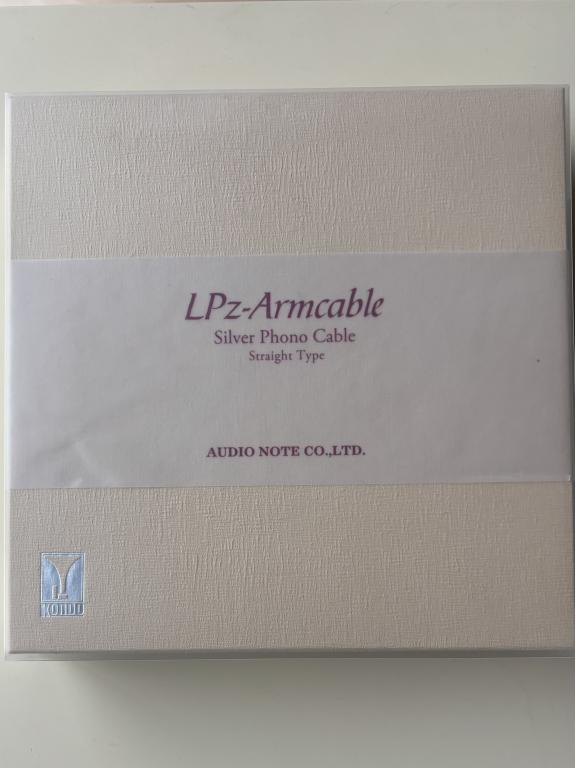 LPz-Armcable
Silver Phono Cable
Straight Type
AUDIO NOTE CO.,LTD.
KONDO